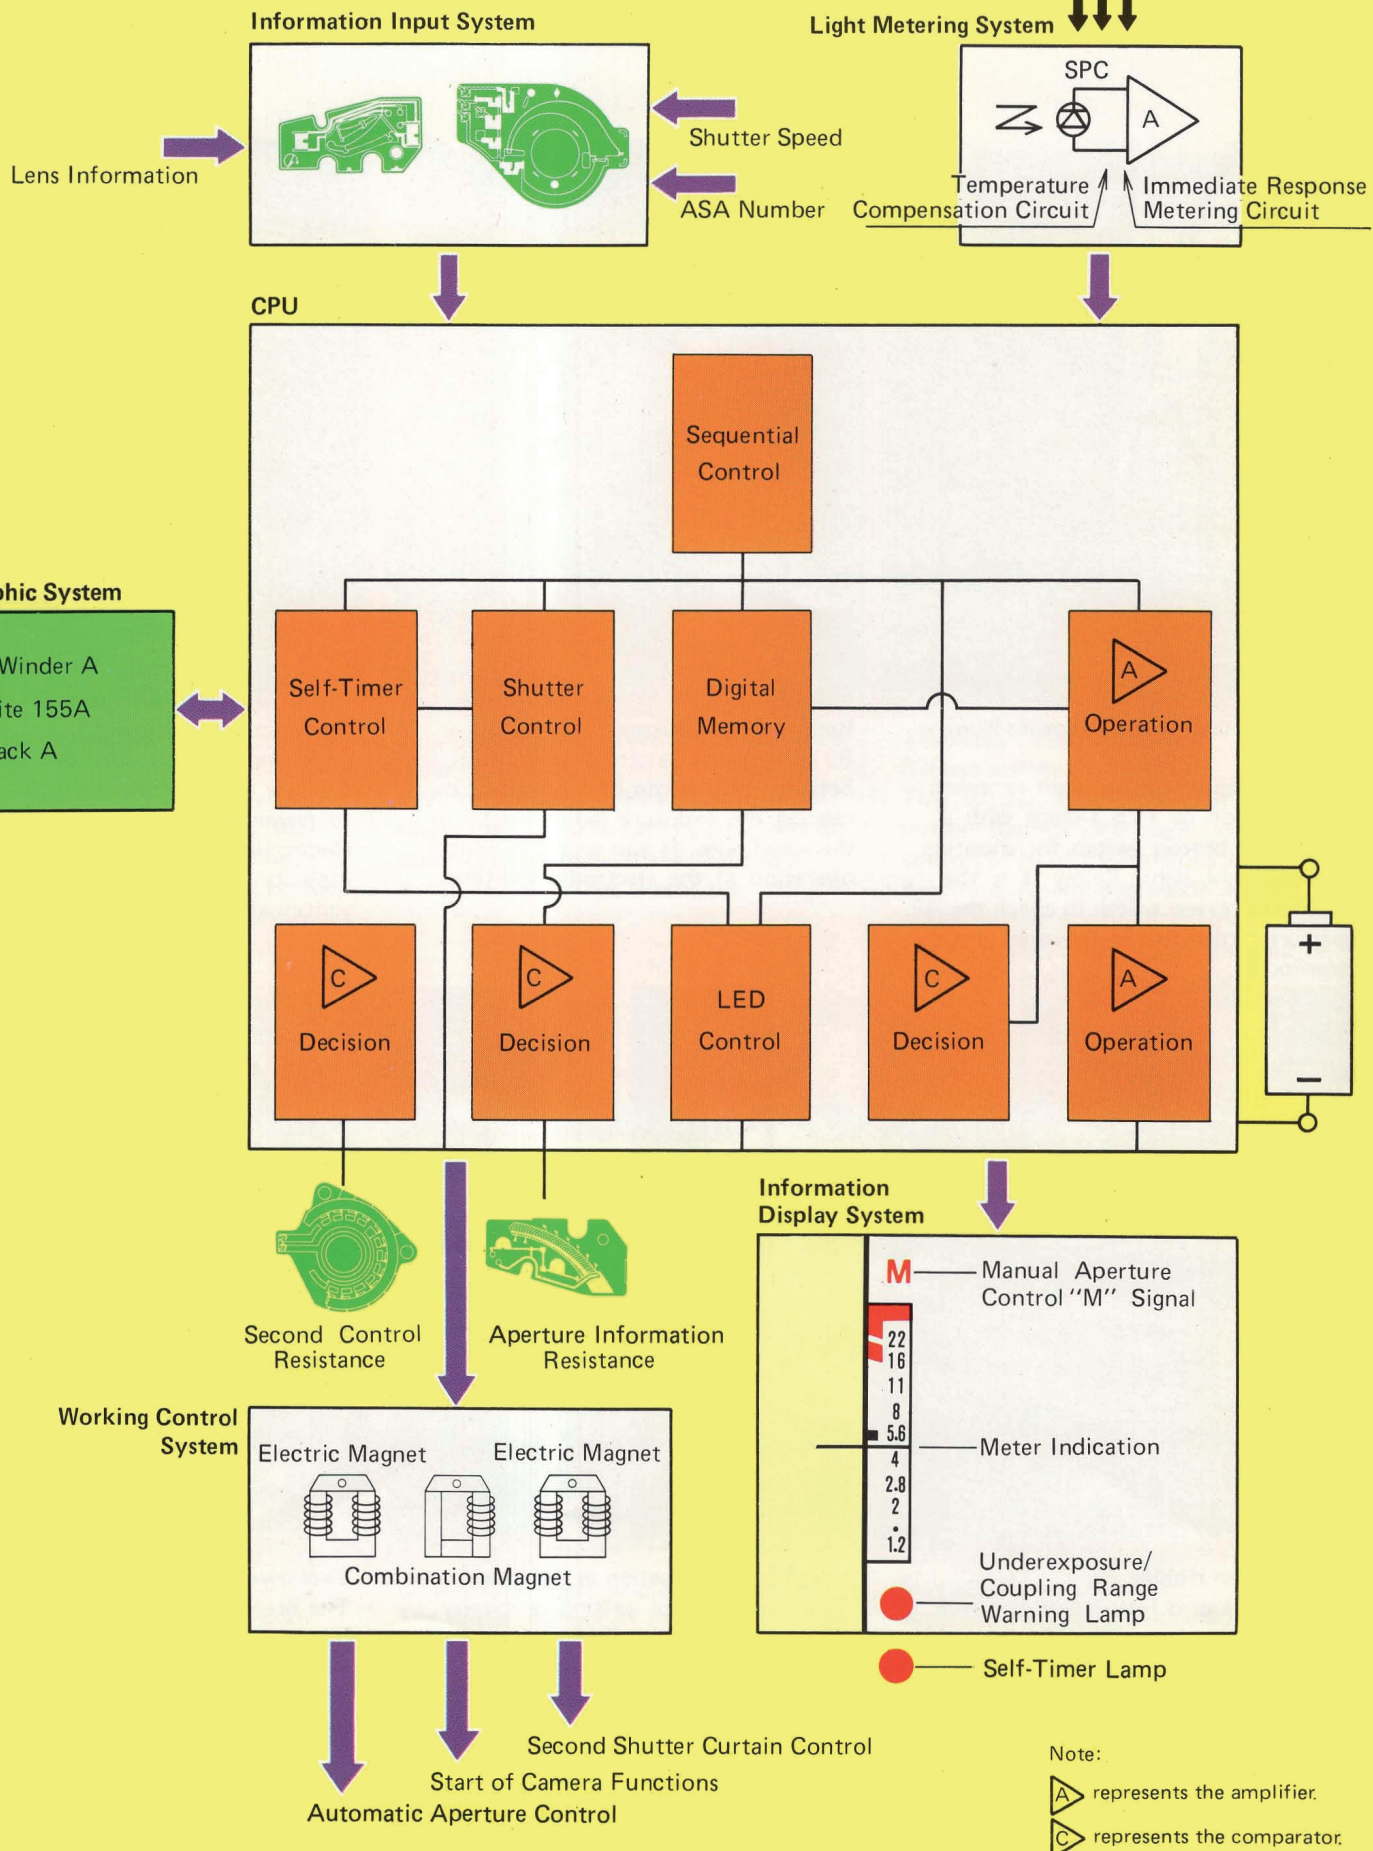 Information Input System
Light Metering System
SPC
A
Shutter Speed
Lens Information
ASA Number
Temperature
Compensation Circuit
Immediate Response
Metering Circuit
CPU
Sequential
Control
phic System
Winder A
ite 155A
ack A
Self-Timer
Control
Shutter
Control
Digital
Memory
A
Operation
C
Decision
C
Decision
LED
Control
C
Decision
A
Operation
+
−
Second Control
Resistance
Aperture Information
Resistance
Information
Display System
M
Manual Aperture
Control "M" Signal
22
16
11
8
5.6
4
2.8
2
•
1.2
Meter Indication
Underexposure/
Coupling Range
Warning Lamp
Self-Timer Lamp
Working Control
System
Electric Magnet
Electric Magnet
Combination Magnet
Second Shutter Curtain Control
Start of Camera Functions
Automatic Aperture Control
Note:
A represents the amplifier.
C represents the comparator.